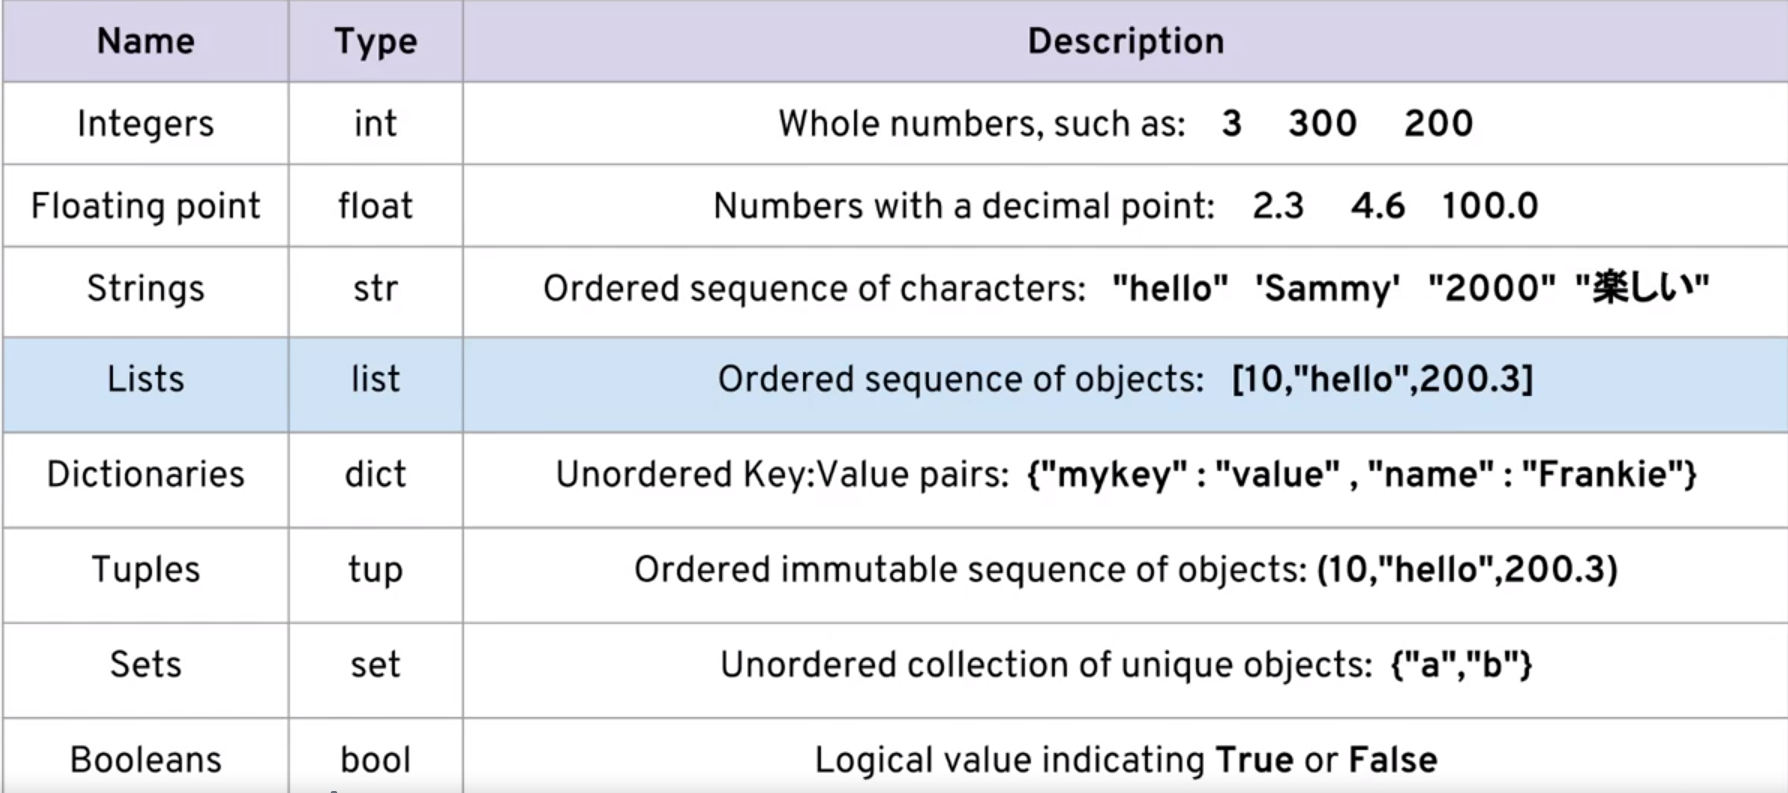 Name Type Description
Integers int Whole numbers, such as: 3 300 200
Floating point float Numbers with a decimal point: 2.3 4.6 100.0
Strings str Ordered sequence of characters: "hello" 'Sammy' "2000" "楽しい"
Lists list Ordered sequence of objects: [10,"hello",200.3]
Dictionaries dict Unordered Key:Value pairs: {"mykey" : "value" , "name" : "Frankie"}
Tuples tup Ordered immutable sequence of objects: (10,"hello",200.3)
Sets set Unordered collection of unique objects: {"a","b"}
Booleans bool Logical value indicating True or False